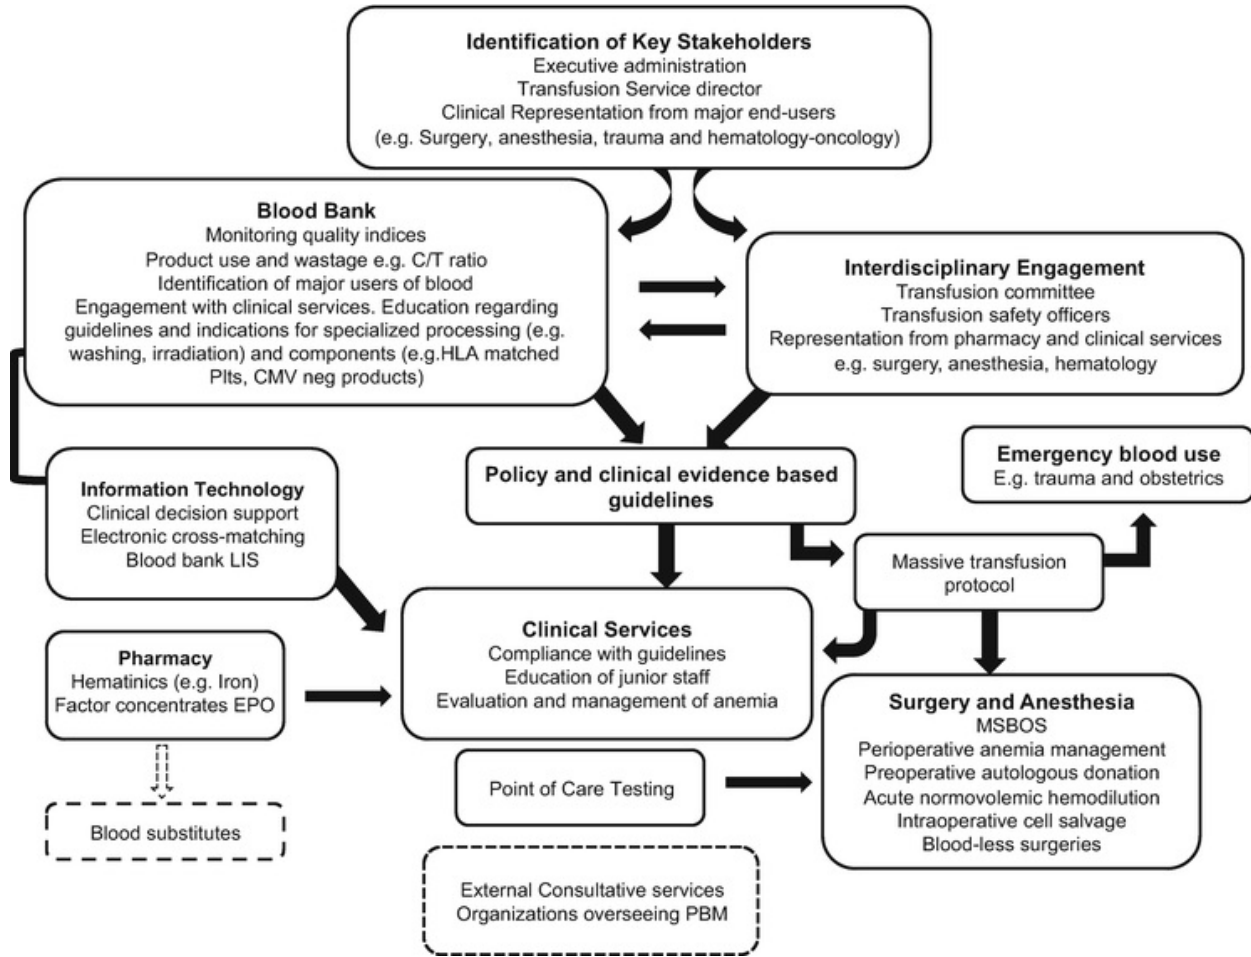 Identification of Key Stakeholders
Executive administration
Transfusion Service director
Clinical Representation from major end-users
(e.g. Surgery, anesthesia, trauma and hematology-oncology)
Blood Bank
Monitoring quality indices
Product use and wastage e.g. C/T ratio
Identification of major users of blood
Engagement with clinical services. Education regarding
guidelines and indications for specialized processing (e.g.
washing, irradiation) and components (e.g.HLA matched
Plts, CMV neg products)
Interdisciplinary Engagement
Transfusion committee
Transfusion safety officers
Representation from pharmacy and clinical services
e.g. surgery, anesthesia, hematology
Information Technology
Clinical decision support
Electronic cross-matching
Blood bank LIS
Policy and clinical evidence based
guidelines
Emergency blood use
E.g. trauma and obstetrics
Massive transfusion
protocol
Pharmacy
Hematinics (e.g. Iron)
Factor concentrates EPO
Clinical Services
Compliance with guidelines
Education of junior staff
Evaluation and management of anemia
Surgery and Anesthesia
MSBOS
Perioperative anemia management
Preoperative autologous donation
Acute normovolemic hemodilution
Intraoperative cell salvage
Blood-less surgeries
Point of Care Testing
Blood substitutes
External Consultative services
Organizations overseeing PBM